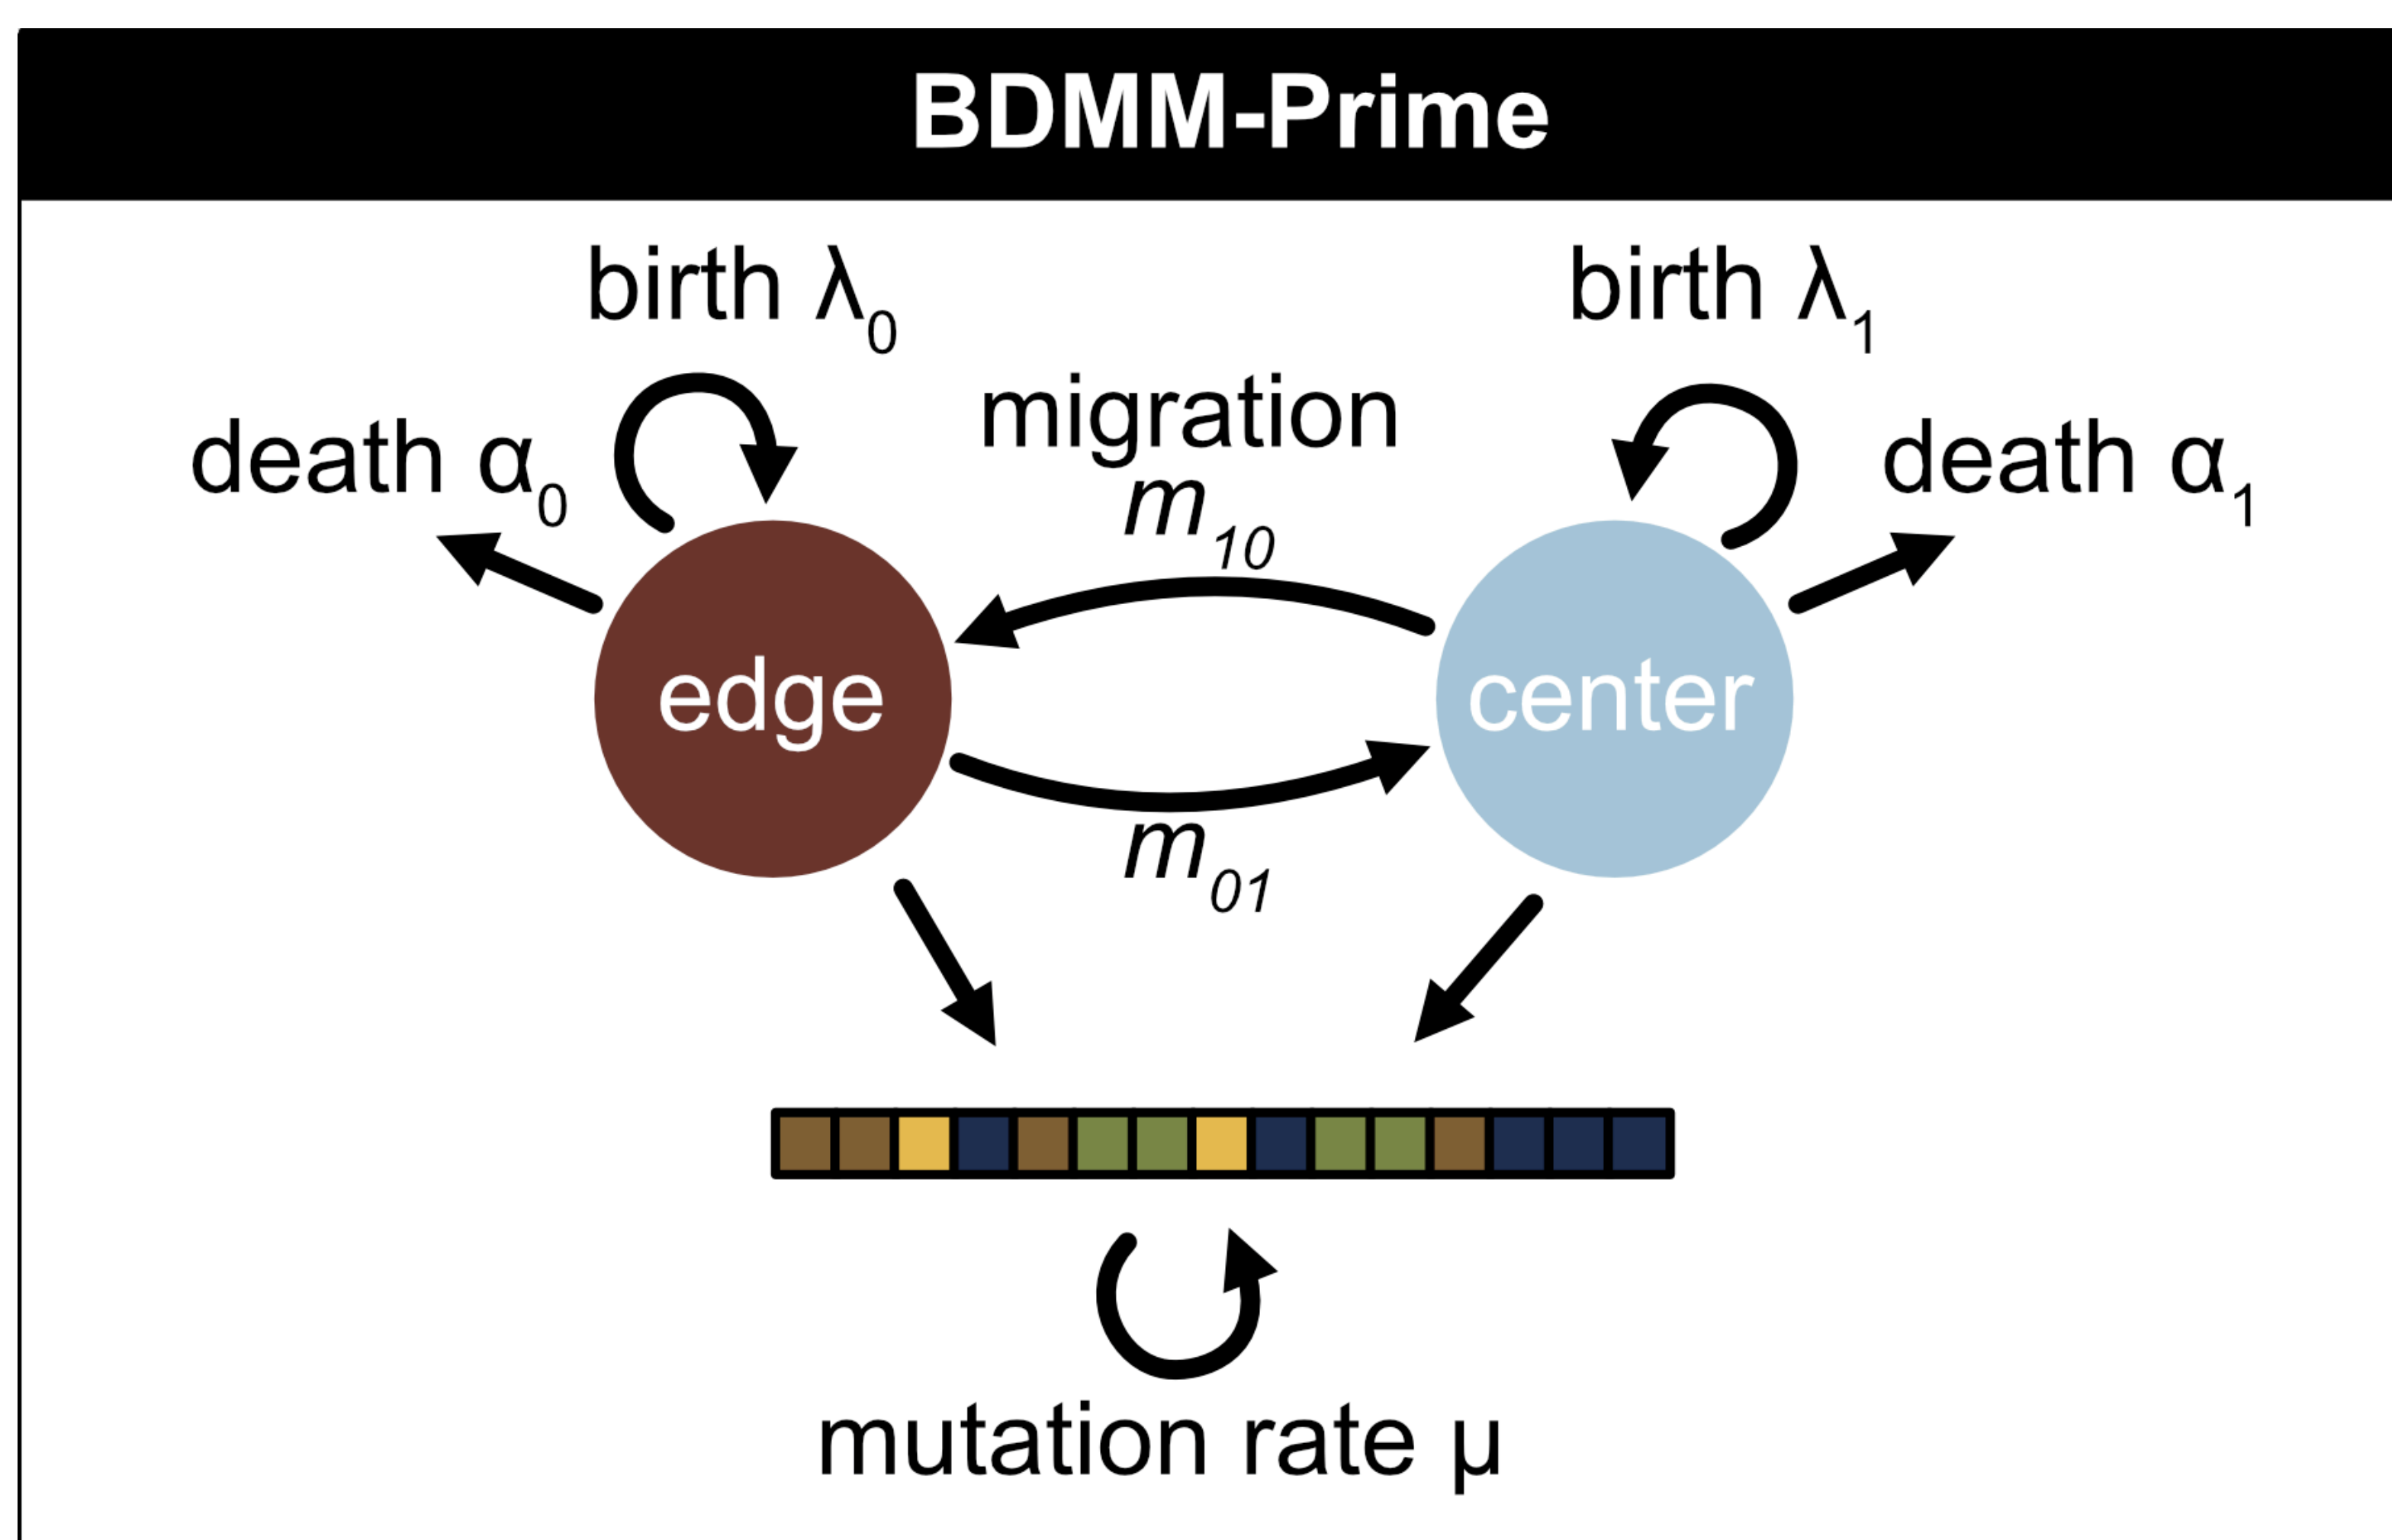 BDMM-Prime
birth λ0
birth λ1
death α0
migration
death α1
m10
edge
center
m01
mutation rate μ